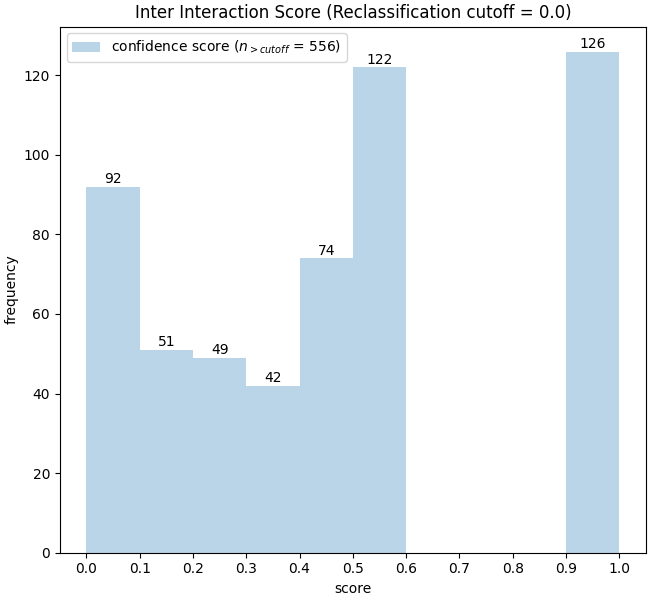 Inter Interaction Score (Reclassification cutoff = 0.0)
confidence score (n>cutoff = 556)
126
122
120
100
92
80
74
60
51
49
42
40
20
0
frequency
0.0 0.1 0.2 0.3 0.4 0.5 0.6 0.7 0.8 0.9 1.0
score